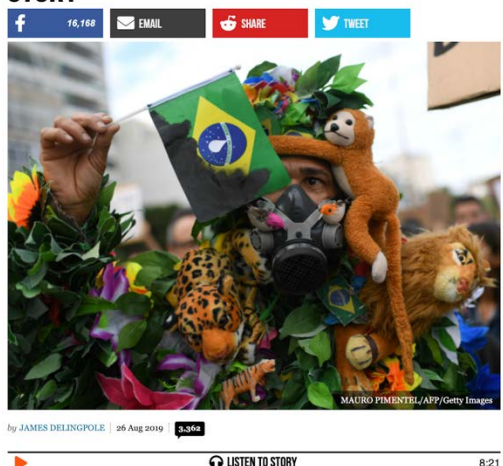 f 16,168 EMAIL SHARE TWEET
MAURO PIMENTEL/AFP/Getty Images
by JAMES DELINGPOLE 26 Aug 2019 3,362
LISTEN TO STORY 8:21